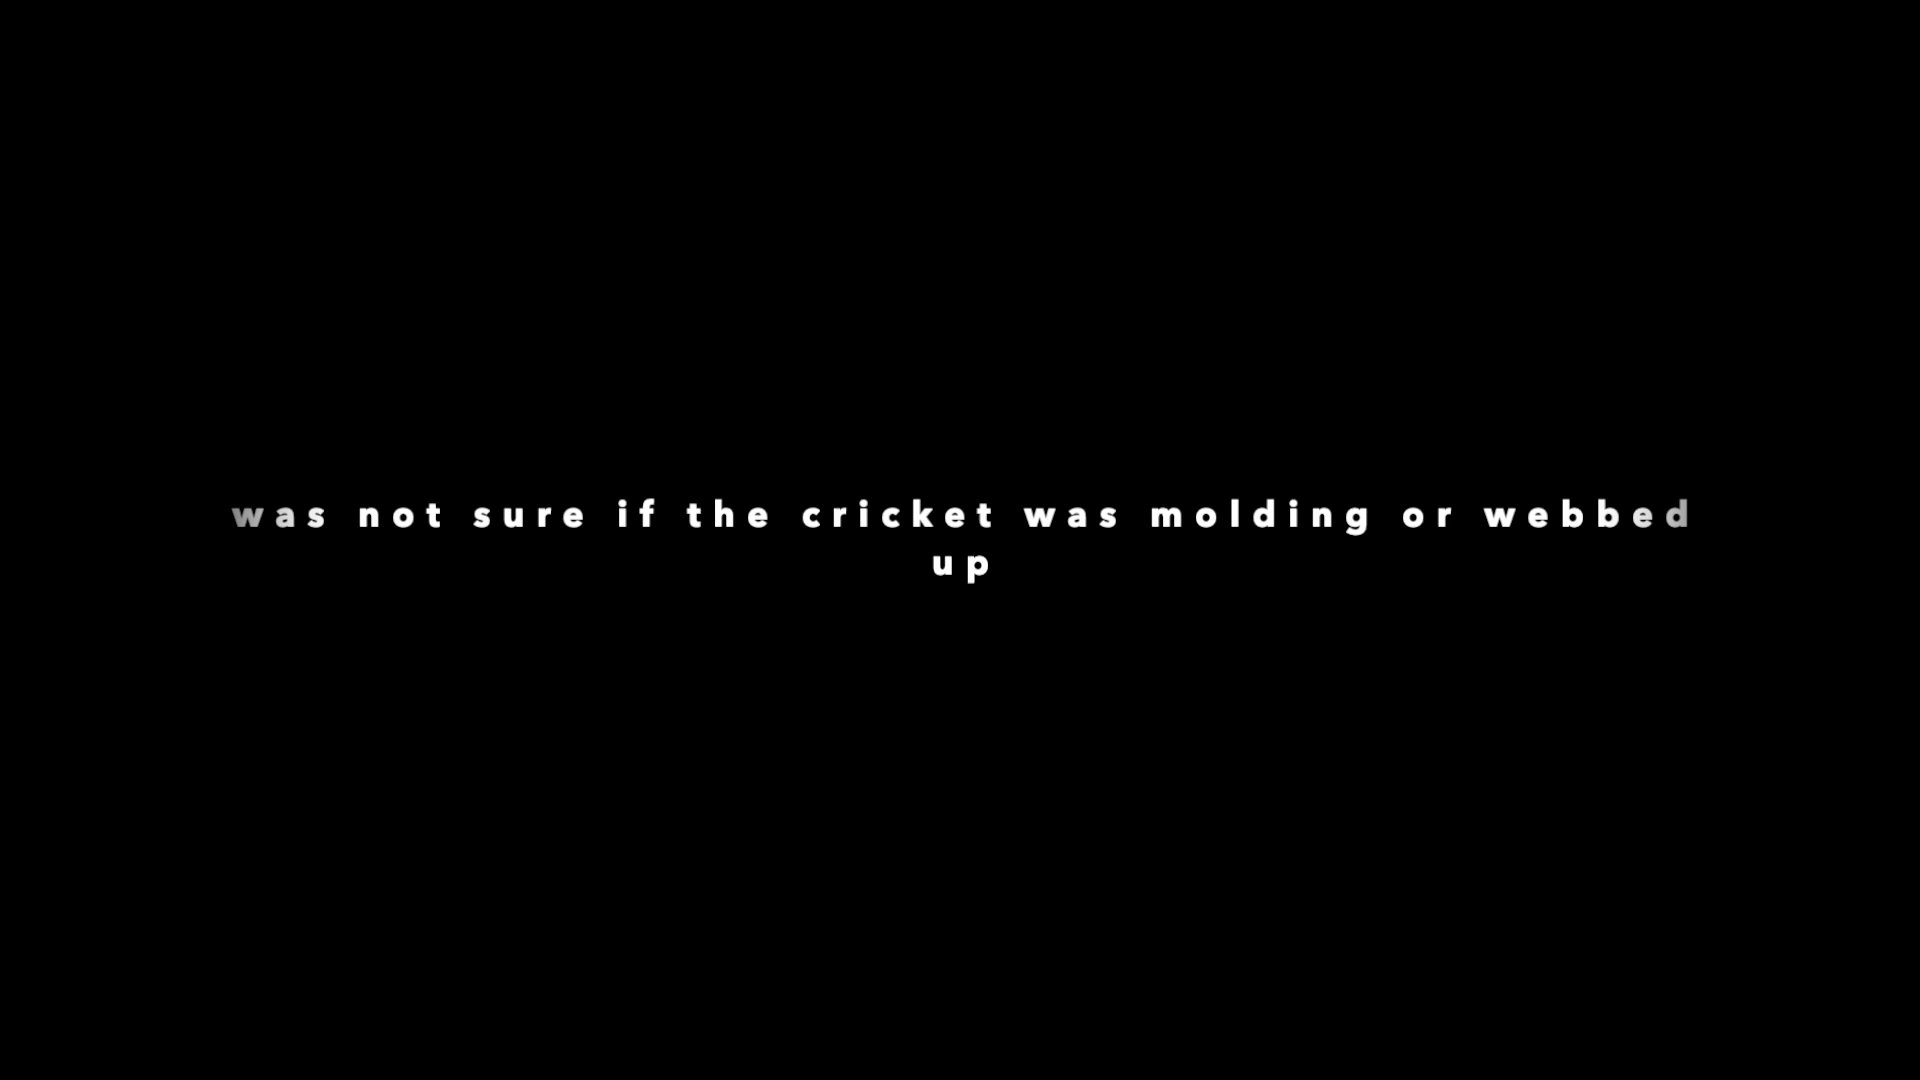 was not sure if the cricket was molding or webbed
up